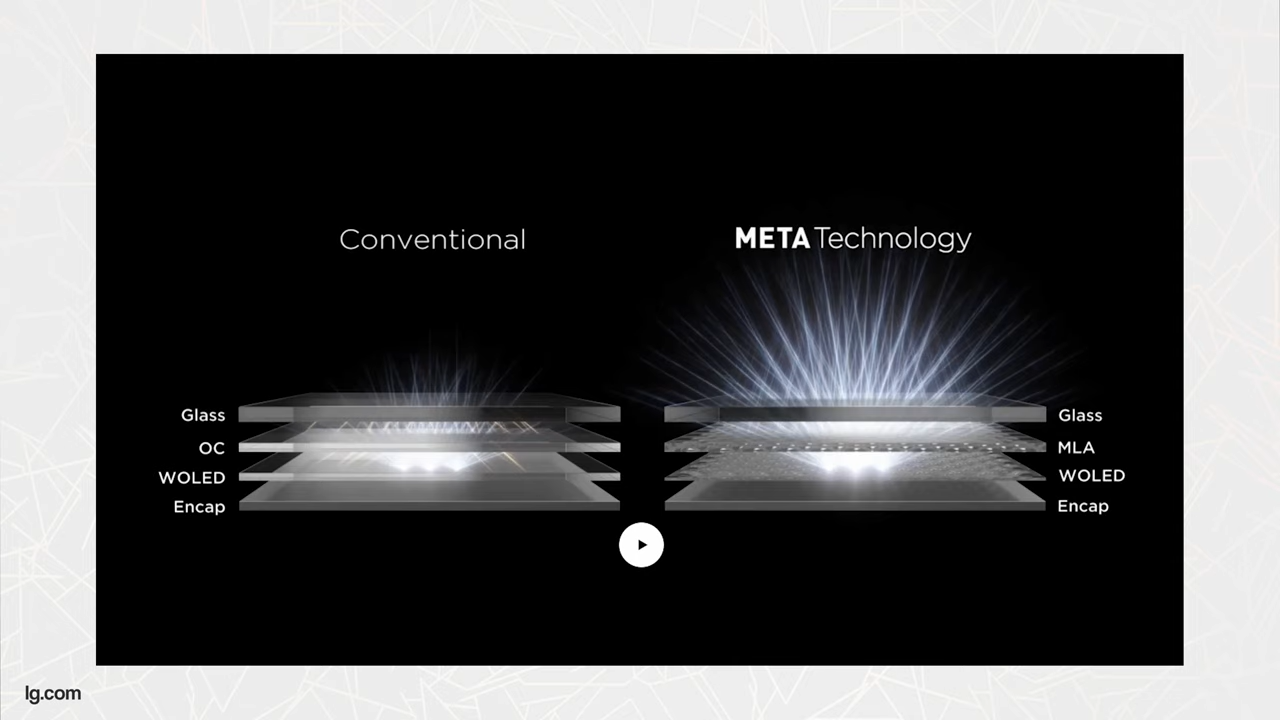 Conventional
META Technology
Glass
OC
WOLED
Encap
Glass
MLA
WOLED
Encap
lg.com